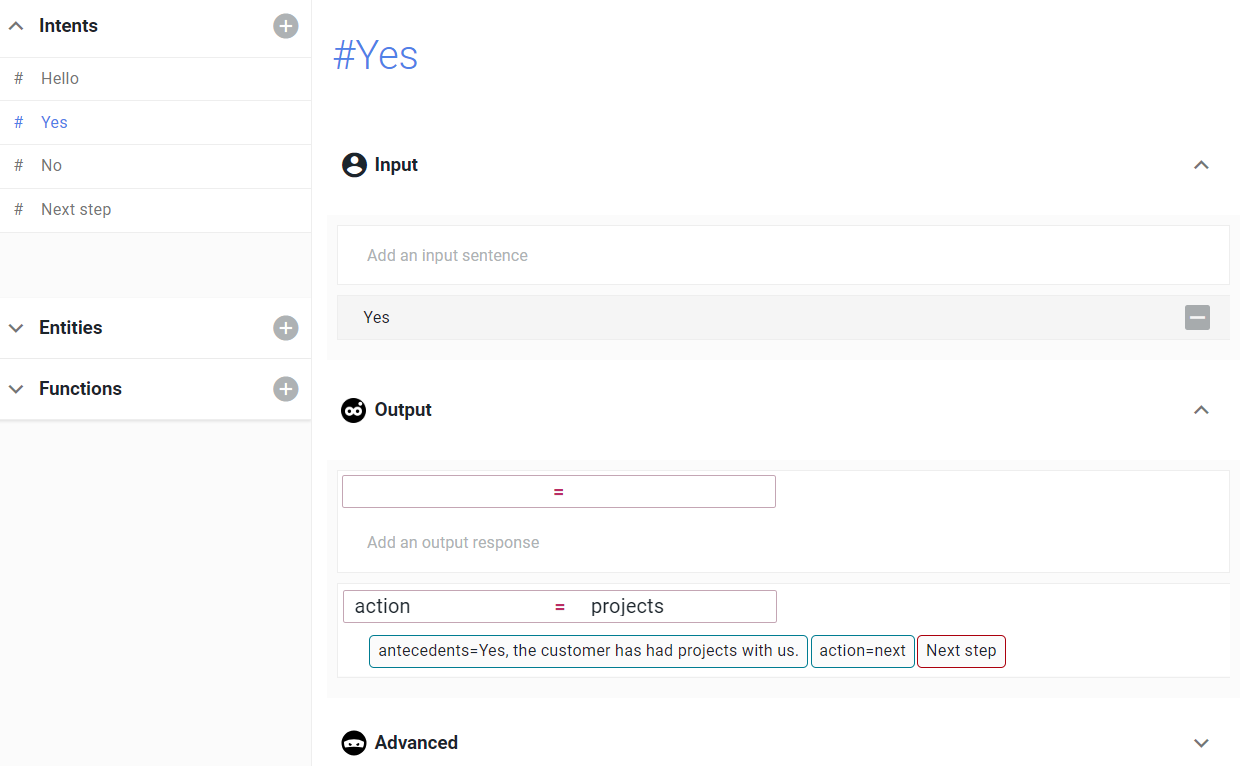 Intents
# Hello
# Yes
# No
# Next step
Entities
Functions
#Yes
Input
Add an input sentence
Yes
Output
=
Add an output response
action = projects
antecedents=Yes, the customer has had projects with us. action=next Next step
Advanced